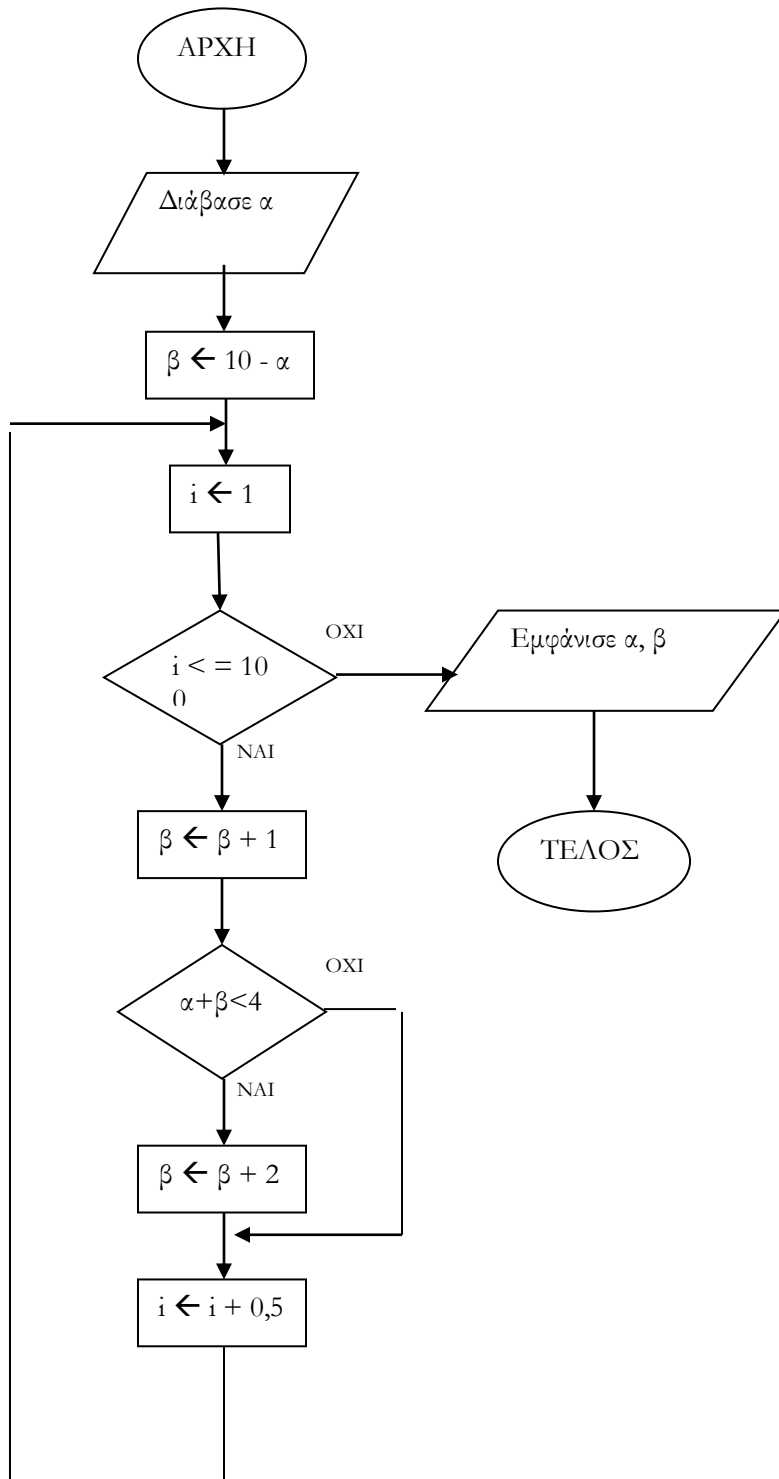 ΑΡΧΗ
Διάβασε α
β ← 10 - α
i ← 1
ΟΧΙ
i < = 10
0
Εμφάνισε α, β
ΝΑΙ
β ← β + 1
ΤΕΛΟΣ
ΟΧΙ
α+β<4
ΝΑΙ
β ← β + 2
i ← i + 0,5